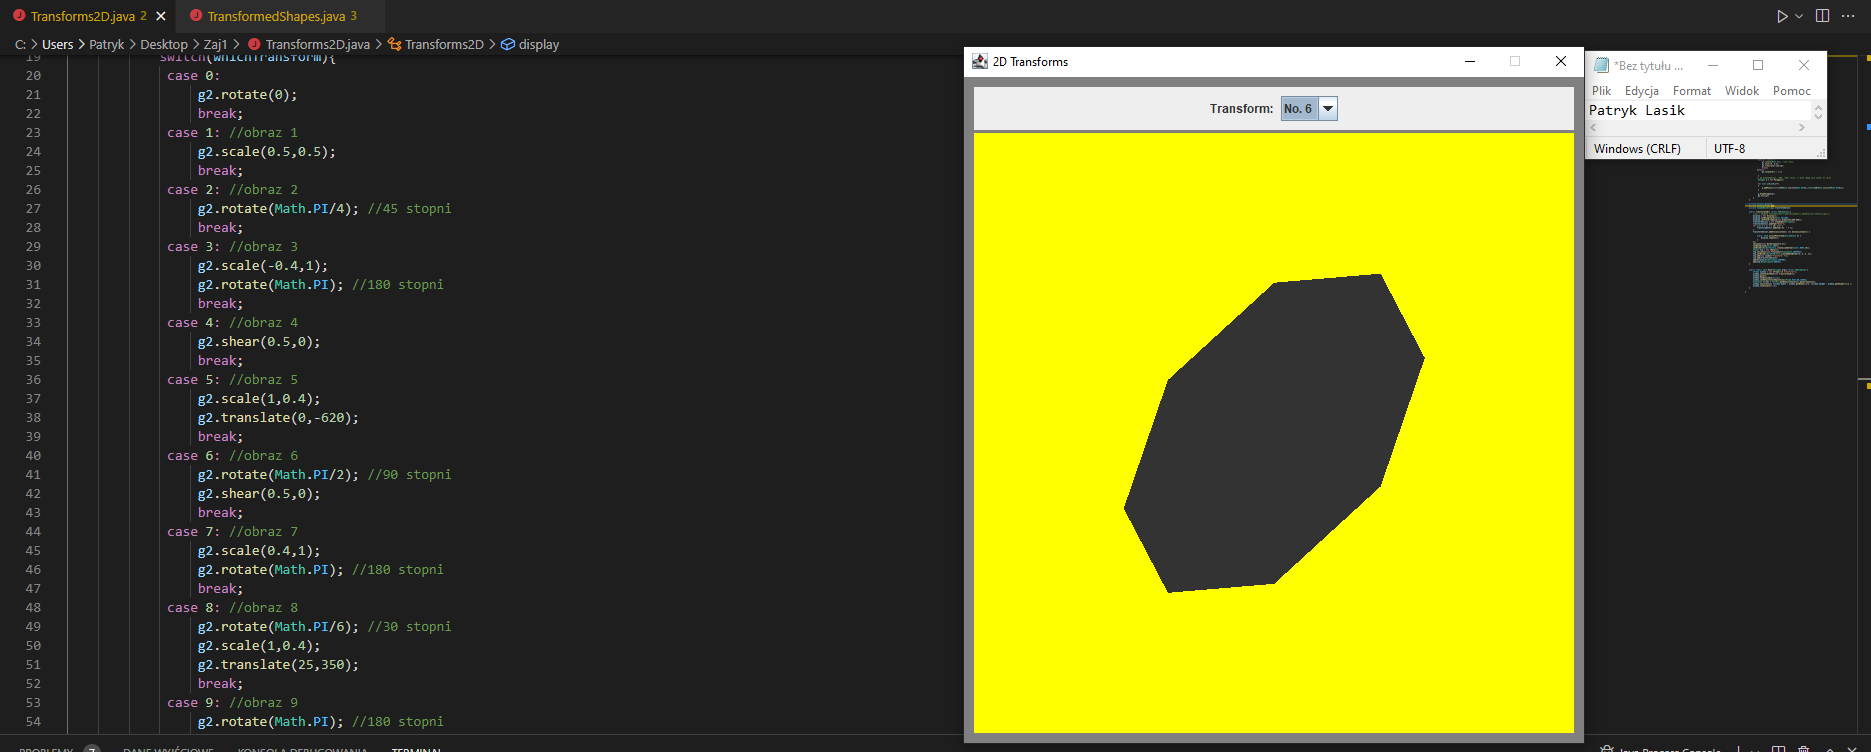 Transforms2D.java 2
TransformedShapes.java 3
C: > Users > Patryk > Desktop > Zaj1 > Transforms2D.java > Transforms2D > display
19 switch(whichTransform){
20 case 0:
21 g2.rotate(0);
22 break;
23 case 1: //obraz 1
24 g2.scale(0.5,0.5);
25 break;
26 case 2: //obraz 2
27 g2.rotate(Math.PI/4); //45 stopni
28 break;
29 case 3: //obraz 3
30 g2.scale(-0.4,1);
31 g2.rotate(Math.PI); //180 stopni
32 break;
33 case 4: //obraz 4
34 g2.shear(0.5,0);
35 break;
36 case 5: //obraz 5
37 g2.scale(1,0.4);
38 g2.translate(0,-620);
39 break;
40 case 6: //obraz 6
41 g2.rotate(Math.PI/2); //90 stopni
42 g2.shear(0.5,0);
43 break;
44 case 7: //obraz 7
45 g2.scale(0.4,1);
46 g2.rotate(Math.PI); //180 stopni
47 break;
48 case 8: //obraz 8
49 g2.rotate(Math.PI/6); //30 stopni
50 g2.scale(1,0.4);
51 g2.translate(25,350);
52 break;
53 case 9: //obraz 9
54 g2.rotate(Math.PI); //180 stopni
PROBLEMY 7 DANE WYJŚCIOWE KONSOLA DEBUGOWANIA TERMINAL
2D Transforms
Transform: No. 6
*Bez tytułu ...
Plik Edycja Format Widok Pomoc
Patryk Lasik
Windows (CRLF) UTF-8
Java Process Console